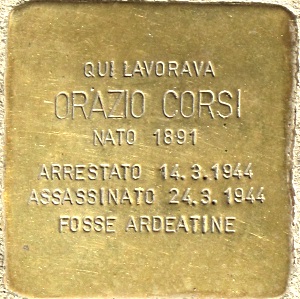 QUI LAVORAVA
ORAZIO CORSI
NATO 1891
ARRESTATO 14.3.1944
ASSASSINATO 24.3.1944
FOSSE ARDEATINE